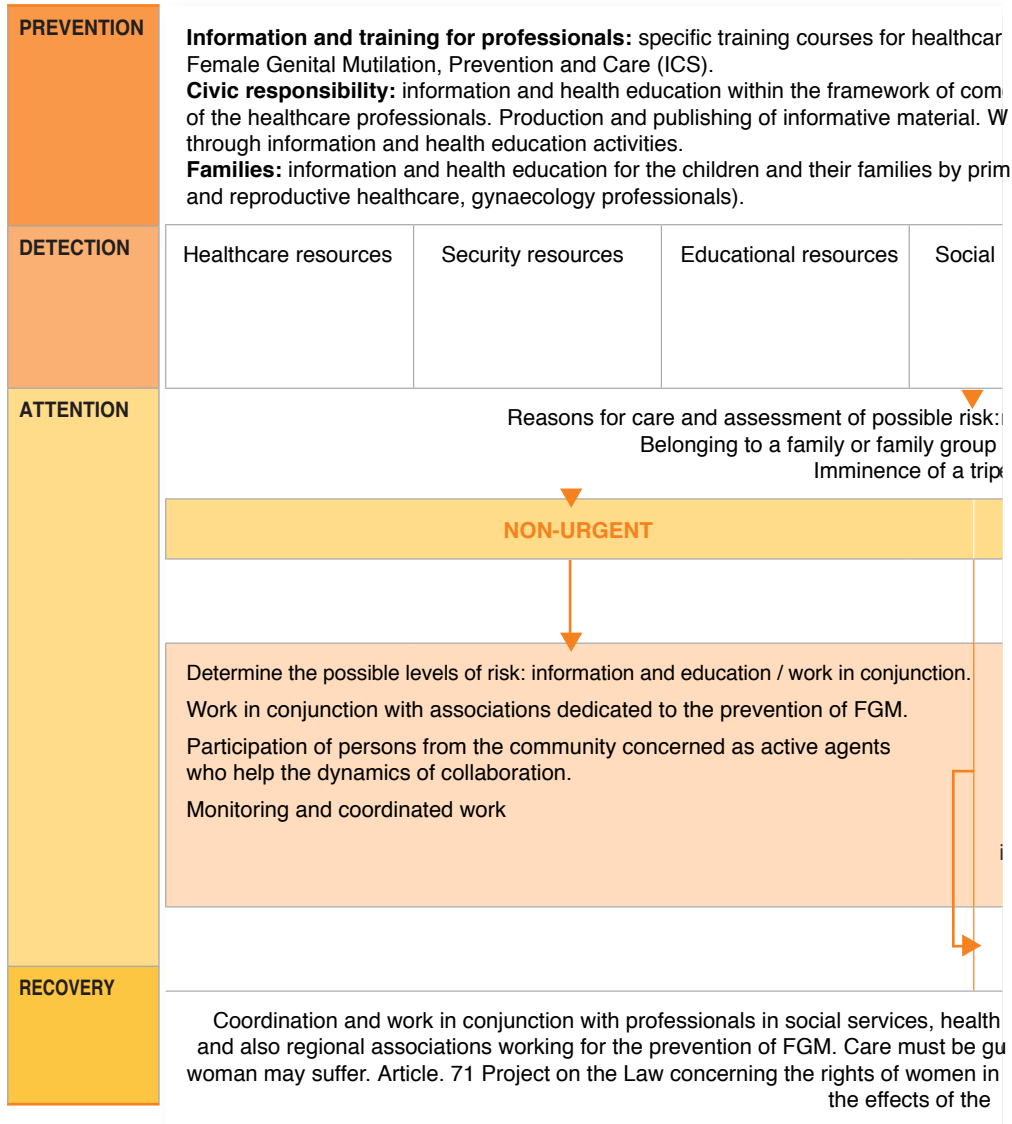 PREVENTION
Information and training for professionals: specific training courses for healthcar
Female Genital Mutilation, Prevention and Care (ICS).
Civic responsibility: information and health education within the framework of com
of the healthcare professionals. Production and publishing of informative material. W
through information and health education activities.
Families: information and health education for the children and their families by prim
and reproductive healthcare, gynaecology professionals).
DETECTION
Healthcare resources
Security resources
Educational resources
Social
ATTENTION
Reasons for care and assessment of possible risk:
Belonging to a family or family group
Imminence of a trip
NON-URGENT
Determine the possible levels of risk: information and education / work in conjunction.
Work in conjunction with associations dedicated to the prevention of FGM.
Participation of persons from the community concerned as active agents
who help the dynamics of collaboration.
Monitoring and coordinated work
RECOVERY
Coordination and work in conjunction with professionals in social services, health
and also regional associations working for the prevention of FGM. Care must be gu
woman may suffer. Article. 71 Project on the Law concerning the rights of women in
the effects of the